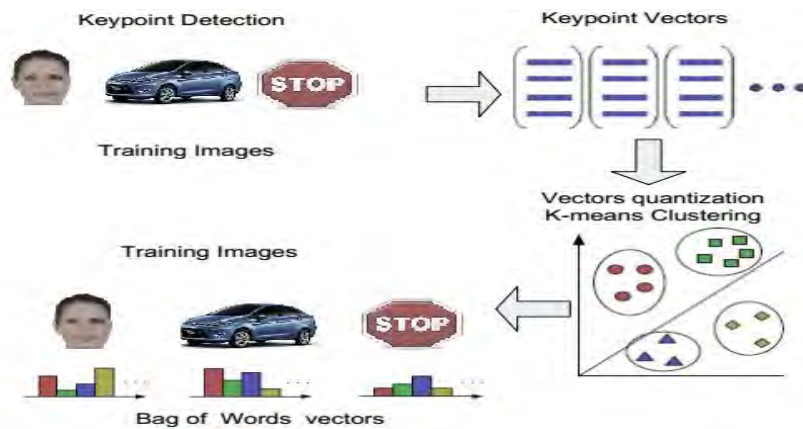 Keypoint Detection
Keypoint Vectors
STOP
Training Images
Vectors quantization
K-means Clustering
Training Images
STOP
Bag of Words vectors